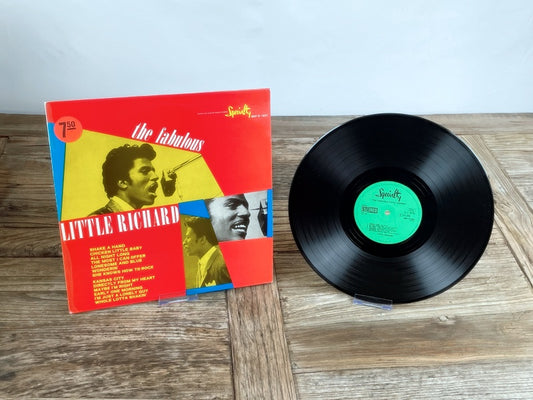 Specialty
7.50
the fabulous
LITTLE RICHARD
SHAKE A HAND
CHICKEN LITTLE BABY
ALL NIGHT LONG
THE MOST I CAN OFFER
LONESOME AND BLUE
WONDERIN'
SHE KNOWS HOW TO ROCK
KANSAS CITY
DIRECTLY FROM MY HEART
MAYBE I'M RIGHT
EARLY ONE MORNING
I'M JUST A LONELY GUY
WHOLE LOTTA SHAKIN'
Specialty